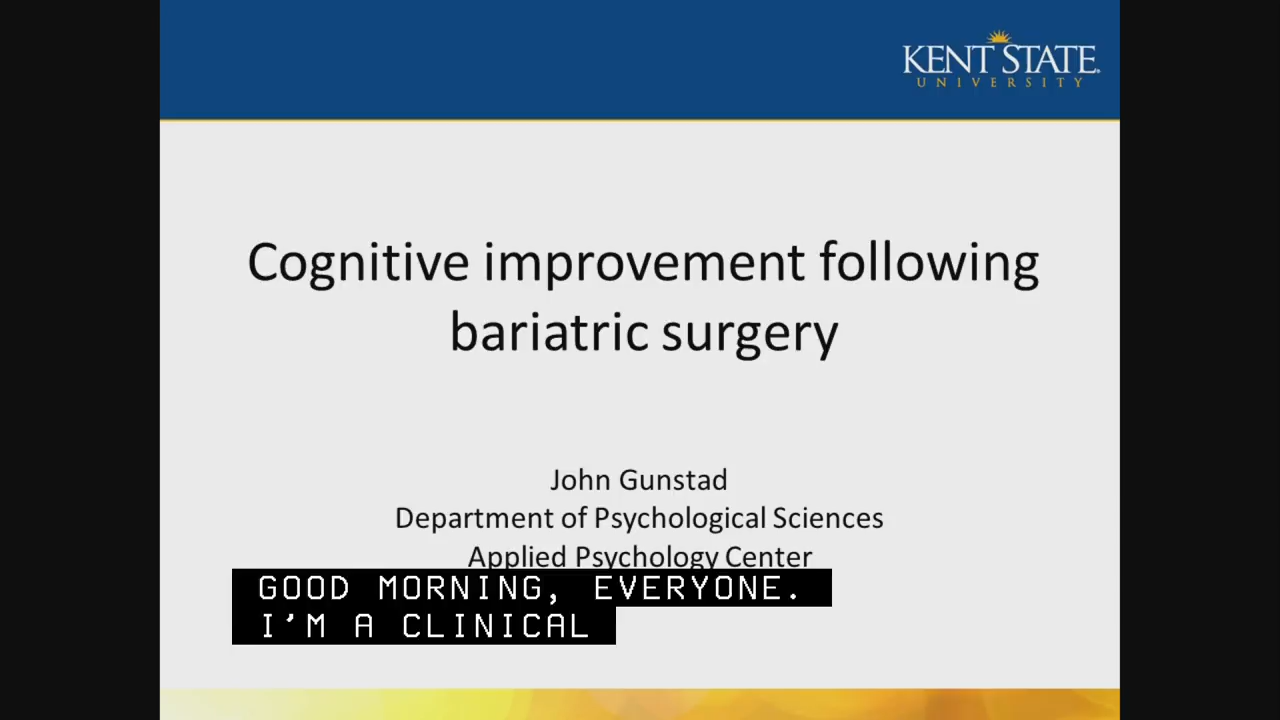 KENT STATE
UNIVERSITY
Cognitive improvement following
bariatric surgery
John Gunstad
Department of Psychological Sciences
Applied Psychology Center
GOOD MORNING, EVERYONE.
I'M A CLINICAL